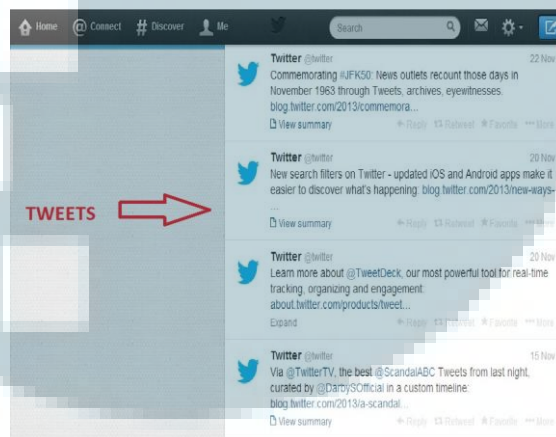 Home @ Connect # Discover Me Search
Twitter @twitter 22 Nov
Commemorating #JFK50: News outlets recount those days in
November 1963 through Tweets, archives, eyewitnesses.
blog.twitter.com/2013/commemora...
View summary Reply Retweet Favorite More
Twitter @twitter 20 Nov
New search filters on Twitter - updated iOS and Android apps make it
easier to discover what's happening: blog.twitter.com/2013/new-ways-
...
View summary Reply Retweet Favorite More
TWEETS
Twitter @twitter 20 Nov
Learn more about @TweetDeck, our most powerful tool for real-time
tracking, organizing and engagement:
about.twitter.com/products/tweet...
Expand Reply Retweet Favorite More
Twitter @twitter 15 Nov
Via @TwitterTV, the best @ScandalABC Tweets from last night,
curated by @DarbySOfficial in a custom timeline:
blog.twitter.com/2013/a-scandal...
View summary Reply Retweet Favorite More